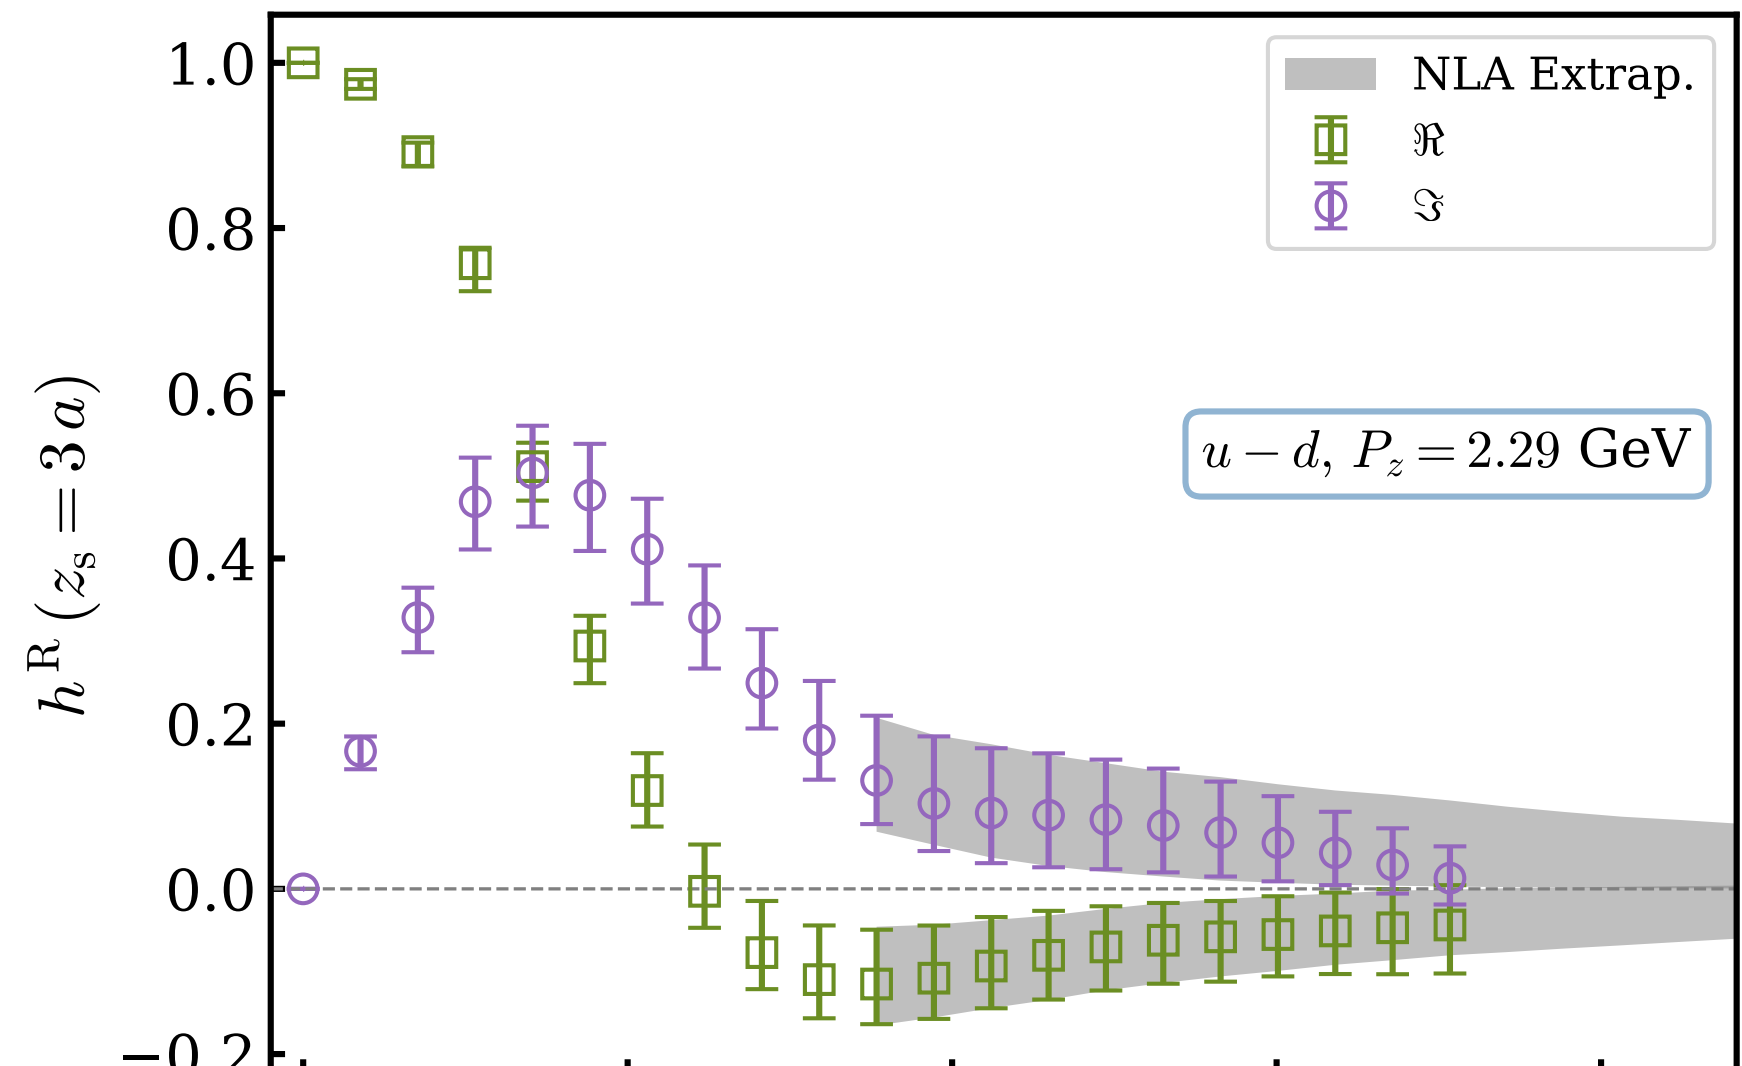 1.0
0.8
0.6
0.4
0.2
0.0
−0.2
h^R (z_s = 3a)
NLA Extrap.
ℜ
ℑ
u − d, P_z = 2.29 GeV